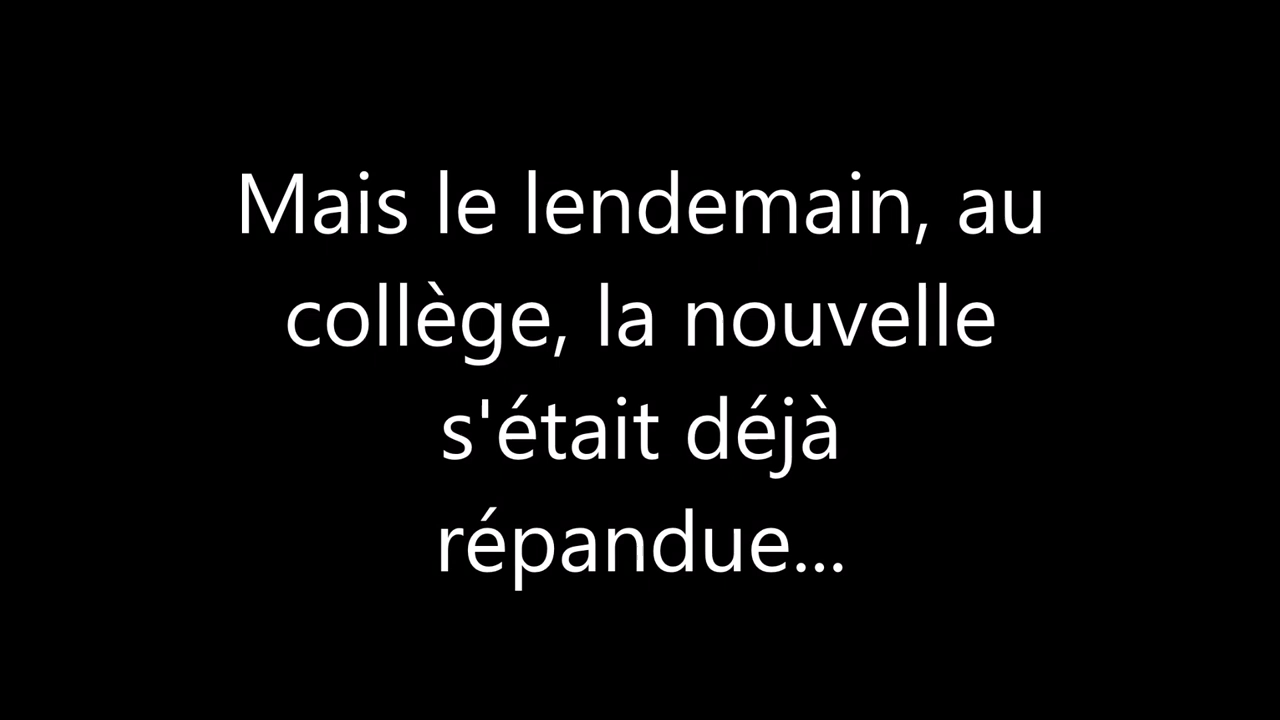 Mais le lendemain, au
collège, la nouvelle
s'était déjà
répandue...